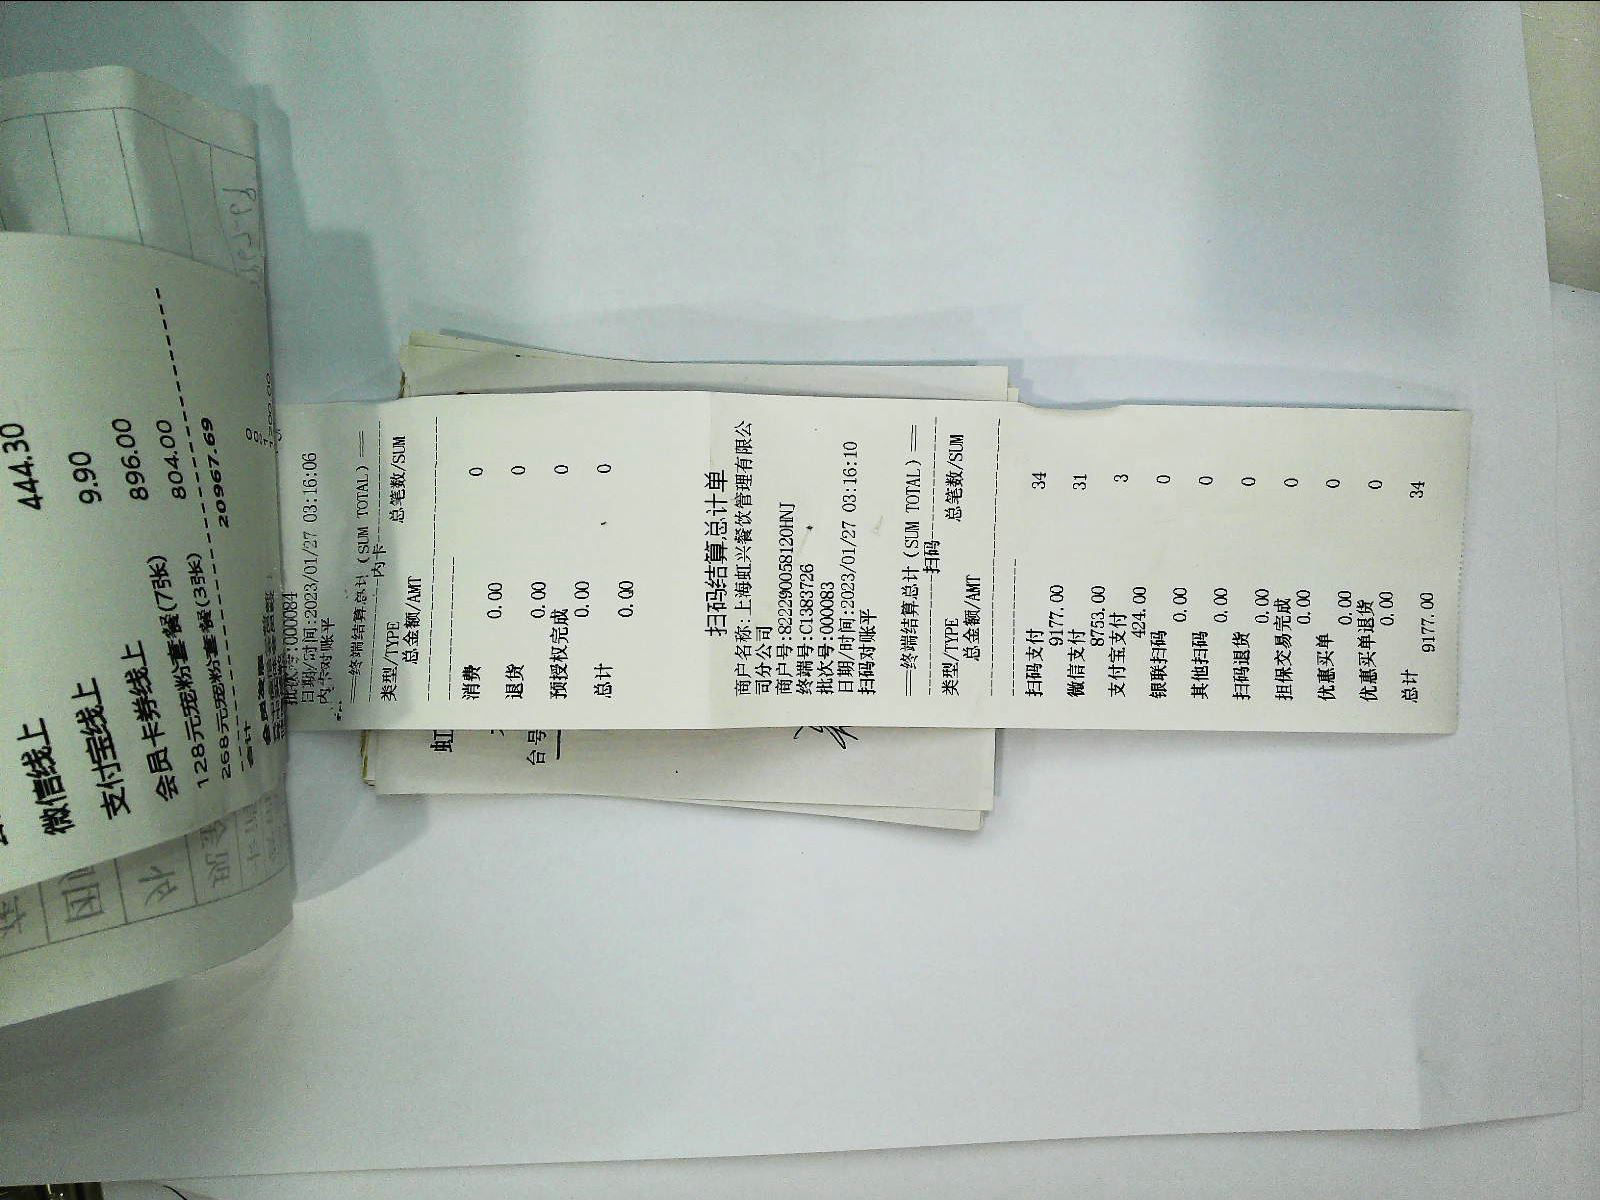 444.30
微信线上 9.90
支付宝线上 896.00
会员卡券线上 804.00
128元宠粉套餐(7张)
268元宠粉套餐(3张)
合计 20967.69
批次号:000084
日期/时间:2023/01/27 03:16:06
内卡对账平
==终端结算总计(SUM TOTAL)==
内卡
类型/TYPE 总笔数/SUM
总金额/AMT
消费 0
0.00
退货 0
0.00
预授权完成 0
0.00
总计 0
0.00
扫码结算总计单
商户名称:上海虹兴餐饮管理有限公
司分公司
商户号:82229005812OHNJ
终端号:C1383726
批次号:000083
日期/时间:2023/01/27 03:16:10
扫码对账平
==终端结算总计(SUM TOTAL)==
扫码
类型/TYPE 总笔数/SUM
总金额/AMT
扫码支付 34
9177.00
微信支付 31
8753.00
支付宝支付 3
424.00
银联扫码 0
0.00
其他扫码 0
0.00
扫码退货 0
0.00
担保交易完成 0
0.00
优惠买单 0
0.00
优惠买单退货 0
0.00
总计 34
9177.00
虹
台号